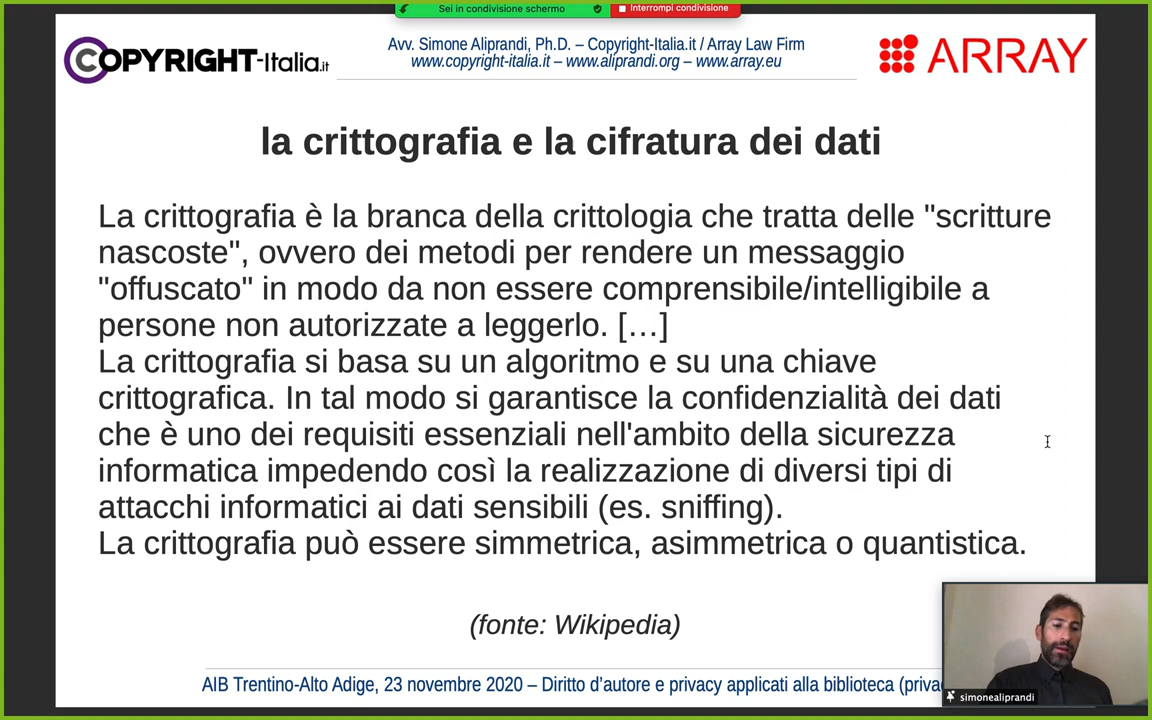 Sei in condivisione schermo
Interrompi condivisione
COPYRIGHT-Italia.it
Avv. Simone Aliprandi, Ph.D. – Copyright-Italia.it / Array Law Firm
www.copyright-italia.it – www.aliprandi.org – www.array.eu
ARRAY
la crittografia e la cifratura dei dati
La crittografia è la branca della crittologia che tratta delle "scritture
nascoste", ovvero dei metodi per rendere un messaggio
"offuscato" in modo da non essere comprensibile/intelligibile a
persone non autorizzate a leggerlo. […]
La crittografia si basa su un algoritmo e su una chiave
crittografica. In tal modo si garantisce la confidenzialità dei dati
che è uno dei requisiti essenziali nell'ambito della sicurezza
informatica impedendo così la realizzazione di diversi tipi di
attacchi informatici ai dati sensibili (es. sniffing).
La crittografia può essere simmetrica, asimmetrica o quantistica.
(fonte: Wikipedia)
AIB Trentino-Alto Adige, 23 novembre 2020 – Diritto d'autore e privacy applicati alla biblioteca (priva
simonealiprandi